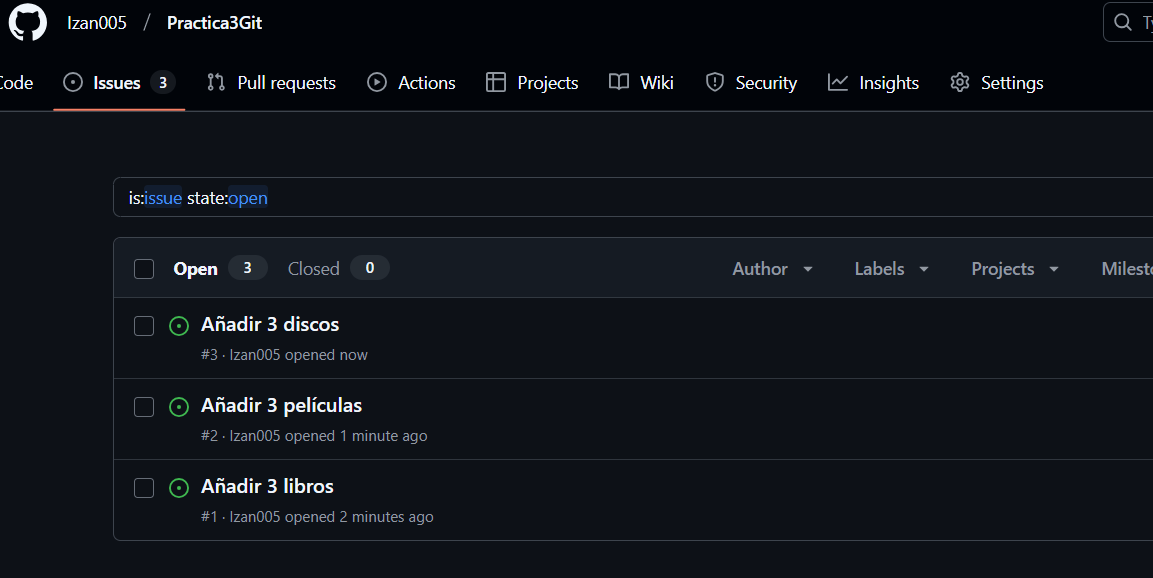 Izan005 / Practica3Git
Code Issues 3 Pull requests Actions Projects Wiki Security Insights Settings
is:issue state:open
Open 3 Closed 0 Author Labels Projects
Añadir 3 discos
#3 · Izan005 opened now
Añadir 3 películas
#2 · Izan005 opened 1 minute ago
Añadir 3 libros
#1 · Izan005 opened 2 minutes ago